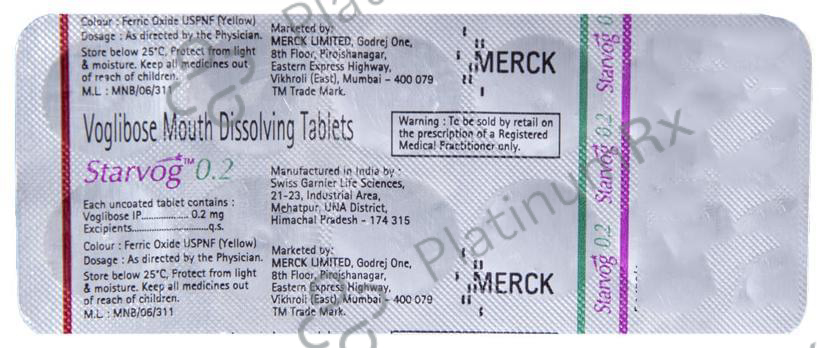 Colour : Ferric Oxide USPNF (Yellow)
Dosage : As directed by the Physician.
Store below 25°C, Protect from light
& moisture. Keep all medicines out
of reach of children.
M.L : MNB/06/311
Marketed by:
MERCK LIMITED, Godrej One,
8th Floor, Pirojshanagar,
Eastern Express Highway,
Vikhroli (East), Mumbai - 400 079
TM Trade Mark.
MERCK
Voglibose Mouth Dissolving Tablets
Starvog™ 0.2
Warning : To be sold by retail on
the prescription of a Registered
Medical Practitioner only.
Each uncoated tablet contains :
Voglibose IP.................. 0.2 mg
Excipients.............................q.s.
Manufactured in India by :
Swiss Garnier Life Sciences,
21-23, Industrial Area,
Mehatpur, UNA District,
Himachal Pradesh - 174 315
Colour : Ferric Oxide USPNF (Yellow)
Dosage : As directed by the Physician.
Store below 25°C, Protect from light
& moisture. Keep all medicines out
of reach of children.
M.L : MNB/06/311
Marketed by:
MERCK LIMITED, Godrej One,
8th Floor, Pirojshanagar,
Eastern Express Highway,
Vikhroli (East), Mumbai - 400 079
TM Trade Mark.
MERCK
Starvog 0.2 Starvog 0.2 Starvog 0
Platinum Rx
Platinum